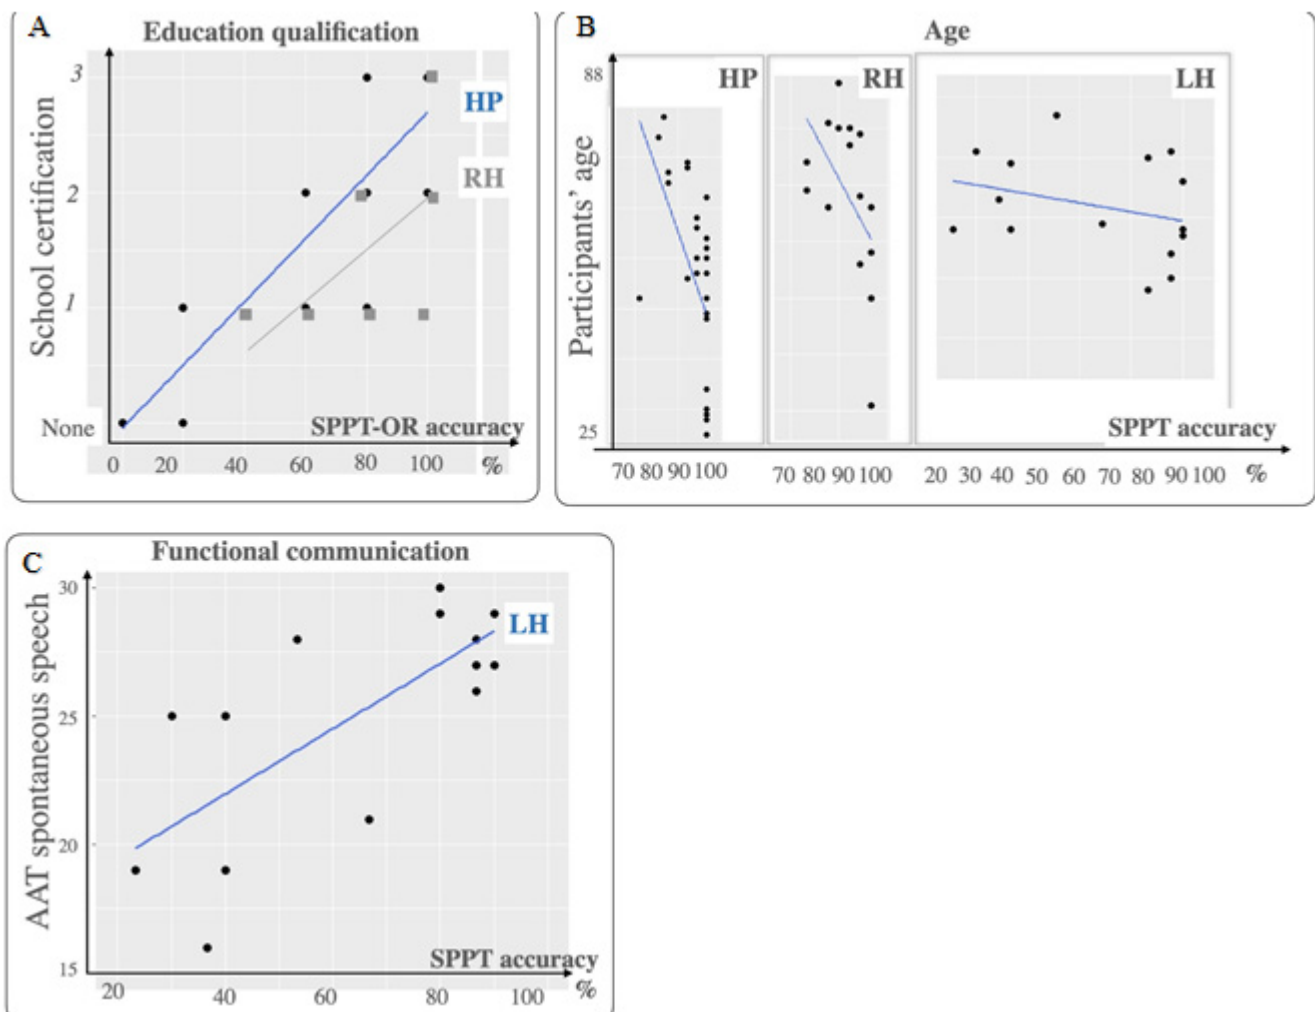 A
Education qualification
School certification
3
HP
RH
2
1
None
SPPT-OR accuracy
0 20 40 60 80 100 %
B
Age
Participants' age
88
HP
RH
LH
25
SPPT accuracy
70 80 90 100
70 80 90 100
20 30 40 50 60 70 80 90 100 %
C
Functional communication
AAT spontaneous speech
30
LH
25
20
15
SPPT accuracy
20 40 60 80 100 %